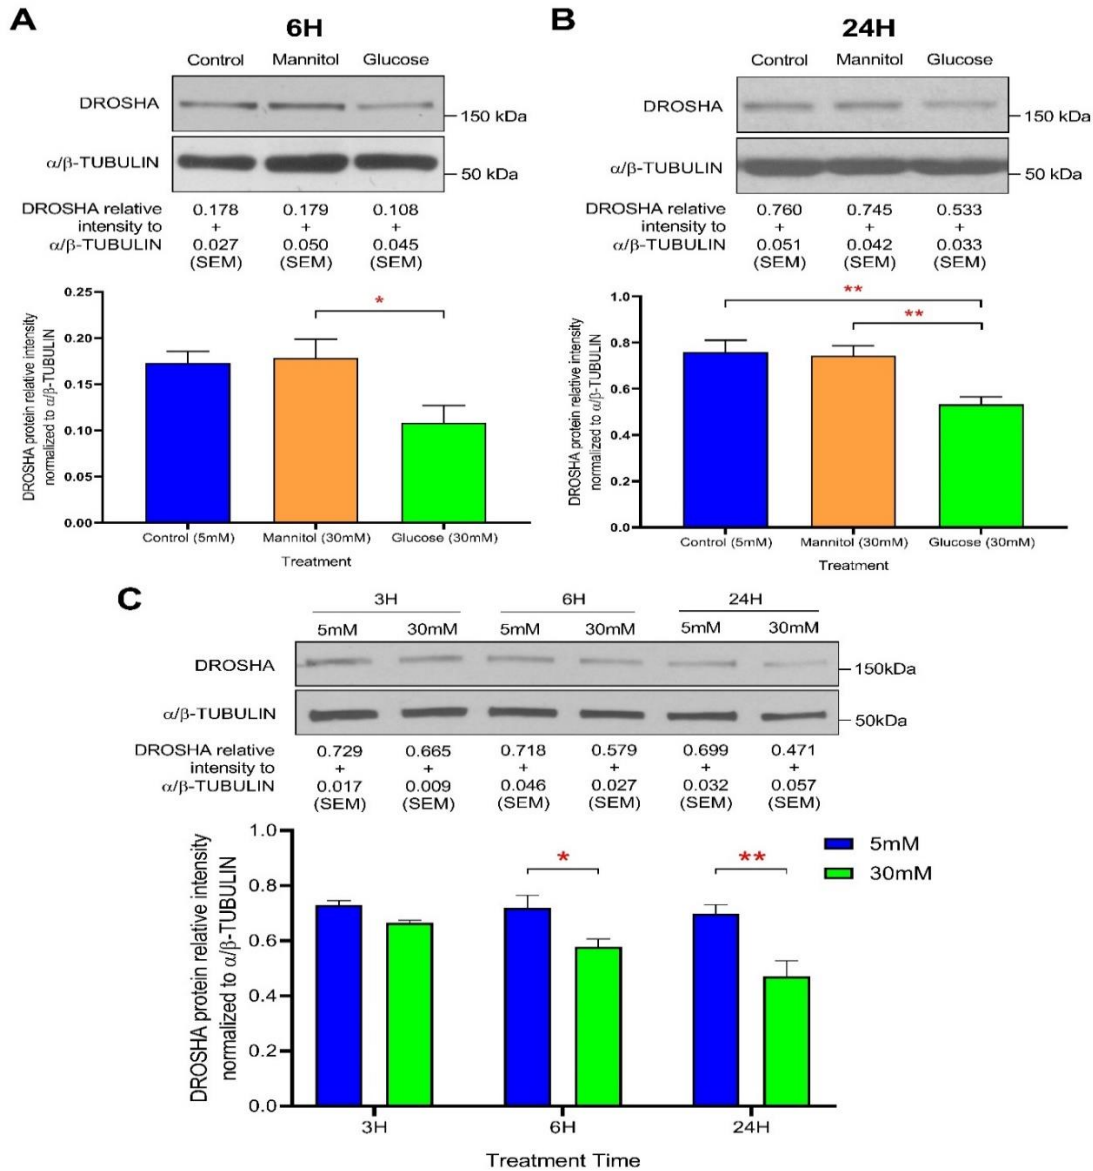 A
6H
Control Mannitol Glucose
DROSHA
150 kDa
α/β-TUBULIN
50 kDa
DROSHA relative 0.178 0.179 0.108
intensity to + + +
α/β-TUBULIN 0.027 0.050 0.045
(SEM) (SEM) (SEM)
DROSHA protein relative intensity
normalized to α/β-TUBULIN
0.25
0.20
0.15
0.10
0.05
0.00
*
Control (5mM) Mannitol (30mM) Glucose (30mM)
Treatment
B
24H
Control Mannitol Glucose
DROSHA
150 kDa
α/β-TUBULIN
50 kDa
DROSHA relative 0.760 0.745 0.533
intensity to + + +
α/β-TUBULIN 0.051 0.042 0.033
(SEM) (SEM) (SEM)
DROSHA protein relative intensity
normalized to α/β-TUBULIN
1.0
0.8
0.6
0.4
0.2
0.0
**
**
Control (5mM) Mannitol (30mM) Glucose (30mM)
Treatment
C
3H 6H 24H
5mM 30mM 5mM 30mM 5mM 30mM
DROSHA
150kDa
α/β-TUBULIN
50kDa
DROSHA relative 0.729 0.665 0.718 0.579 0.699 0.471
intensity to + + + + + +
α/β-TUBULIN 0.017 0.009 0.046 0.027 0.032 0.057
(SEM) (SEM) (SEM) (SEM) (SEM) (SEM)
DROSHA protein relative intensity
normalized to α/β-TUBULIN
1.0
0.8
0.6
0.4
0.2
0.0
* **
5mM
30mM
3H 6H 24H
Treatment Time